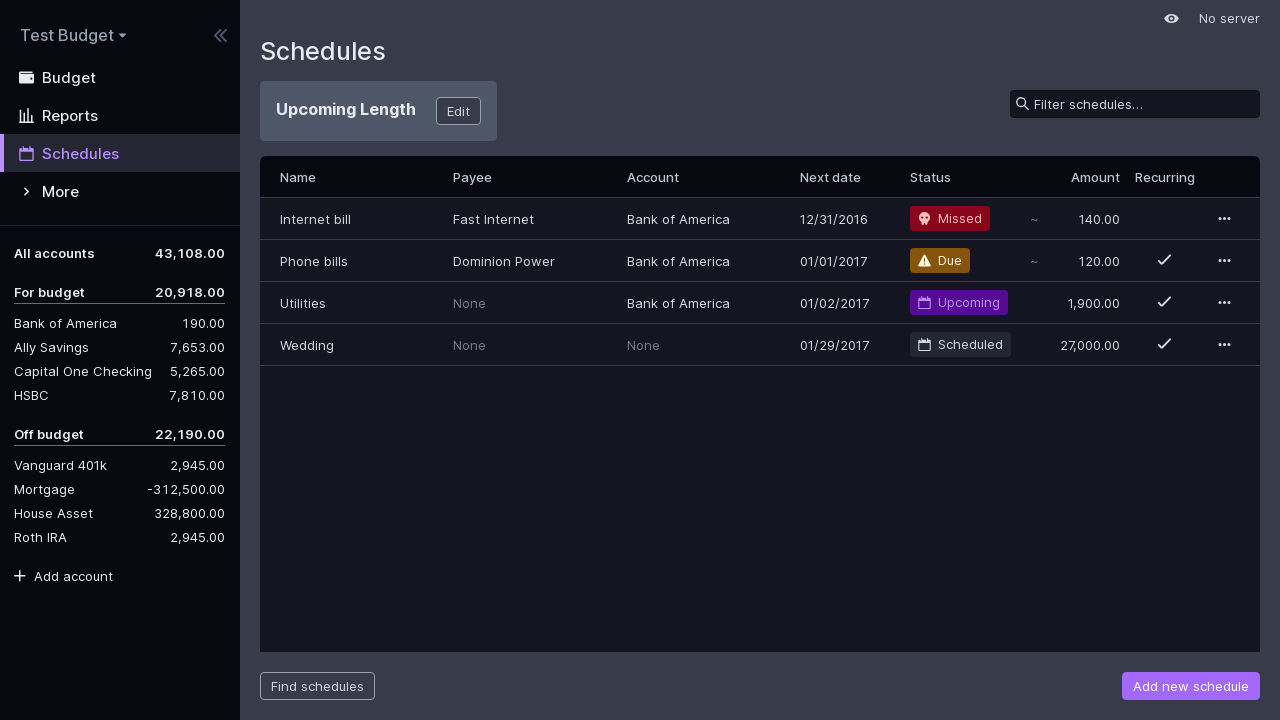 Test Budget
Budget
Reports
Schedules
More
All accounts 43,108.00
For budget 20,918.00
Bank of America 190.00
Ally Savings 7,653.00
Capital One Checking 5,265.00
HSBC 7,810.00
Off budget 22,190.00
Vanguard 401k 2,945.00
Mortgage -312,500.00
House Asset 328,800.00
Roth IRA 2,945.00
Add account
No server
Schedules
Upcoming Length Edit
Filter schedules…
Name Payee Account Next date Status Amount Recurring
Internet bill Fast Internet Bank of America 12/31/2016 Missed ~ 140.00
Phone bills Dominion Power Bank of America 01/01/2017 Due ~ 120.00
Utilities None Bank of America 01/02/2017 Upcoming 1,900.00
Wedding None None 01/29/2017 Scheduled 27,000.00
Find schedules Add new schedule